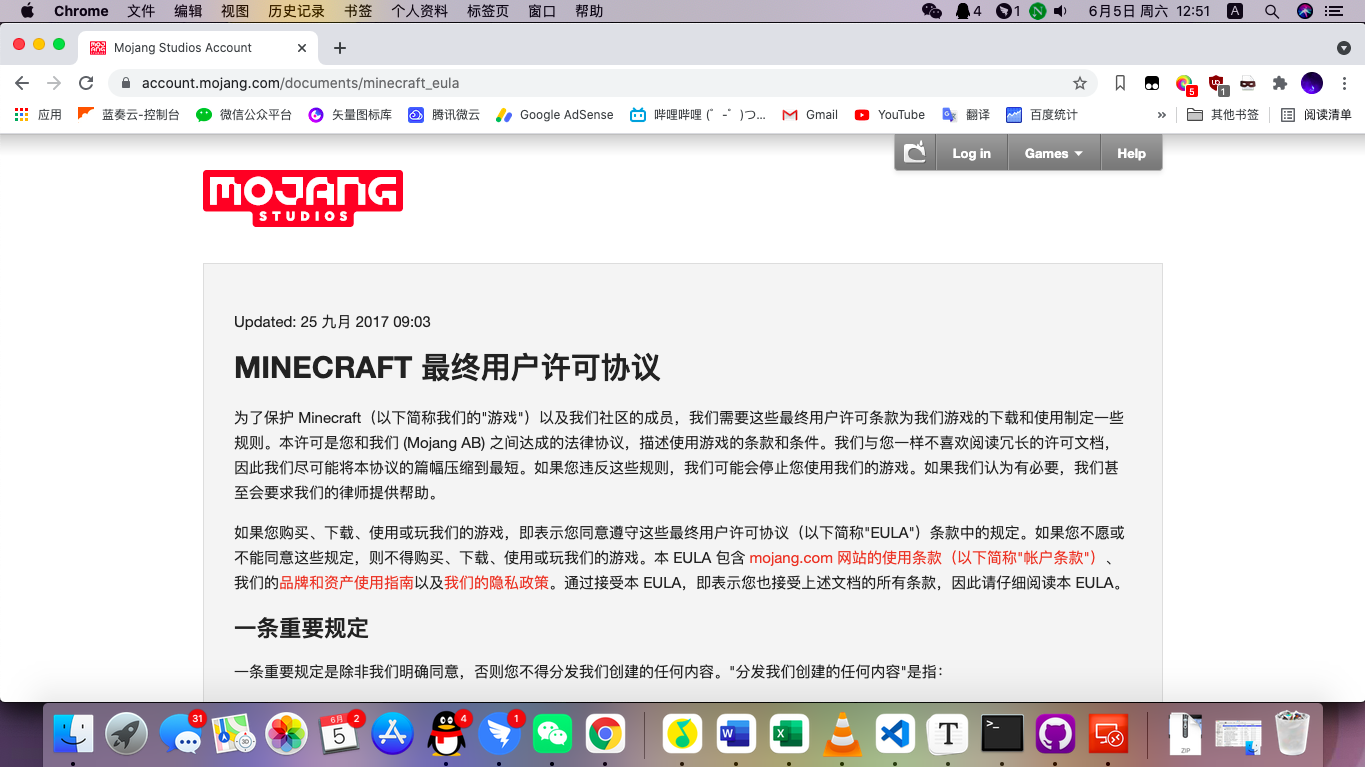 Chrome 文件 编辑 视图 历史记录 书签 个人资料 标签页 窗口 帮助 4 1 6月5日 周六 12:51 A
Mojang Studios Account
account.mojang.com/documents/minecraft_eula 5 1
应用 蓝奏云-控制台 微信公众平台 矢量图标库 腾讯微云 Google AdSense 哔哩哔哩 (゜-゜)つ... Gmail YouTube 翻译 百度统计 » 其他书签 阅读清单
Log in Games Help
MOJANG
STUDIOS
Updated: 25 九月 2017 09:03
MINECRAFT 最终用户许可协议
为了保护 Minecraft（以下简称我们的"游戏"）以及我们社区的成员，我们需要这些最终用户许可条款为我们游戏的下载和使用制定一些
规则。本许可是您和我们 (Mojang AB) 之间达成的法律协议，描述使用游戏的条款和条件。我们与您一样不喜欢阅读冗长的许可文档，
因此我们尽可能将本协议的篇幅压缩到最短。如果您违反这些规则，我们可能会停止您使用我们的游戏。如果我们认为有必要，我们甚
至会要求我们的律师提供帮助。
如果您购买、下载、使用或玩我们的游戏，即表示您同意遵守这些最终用户许可协议（以下简称"EULA"）条款中的规定。如果您不愿或
不能同意这些规定，则不得购买、下载、使用或玩我们的游戏。本 EULA 包含 mojang.com 网站的使用条款（以下简称"帐户条款"）、
我们的品牌和资产使用指南以及我们的隐私政策。通过接受本 EULA，即表示您也接受上述文档的所有条款，因此请仔细阅读本 EULA。
一条重要规定
一条重要规定是除非我们明确同意，否则您不得分发我们创建的任何内容。"分发我们创建的任何内容"是指：
31 3D 6月 5 2 4 1 W X T >_ ZIP